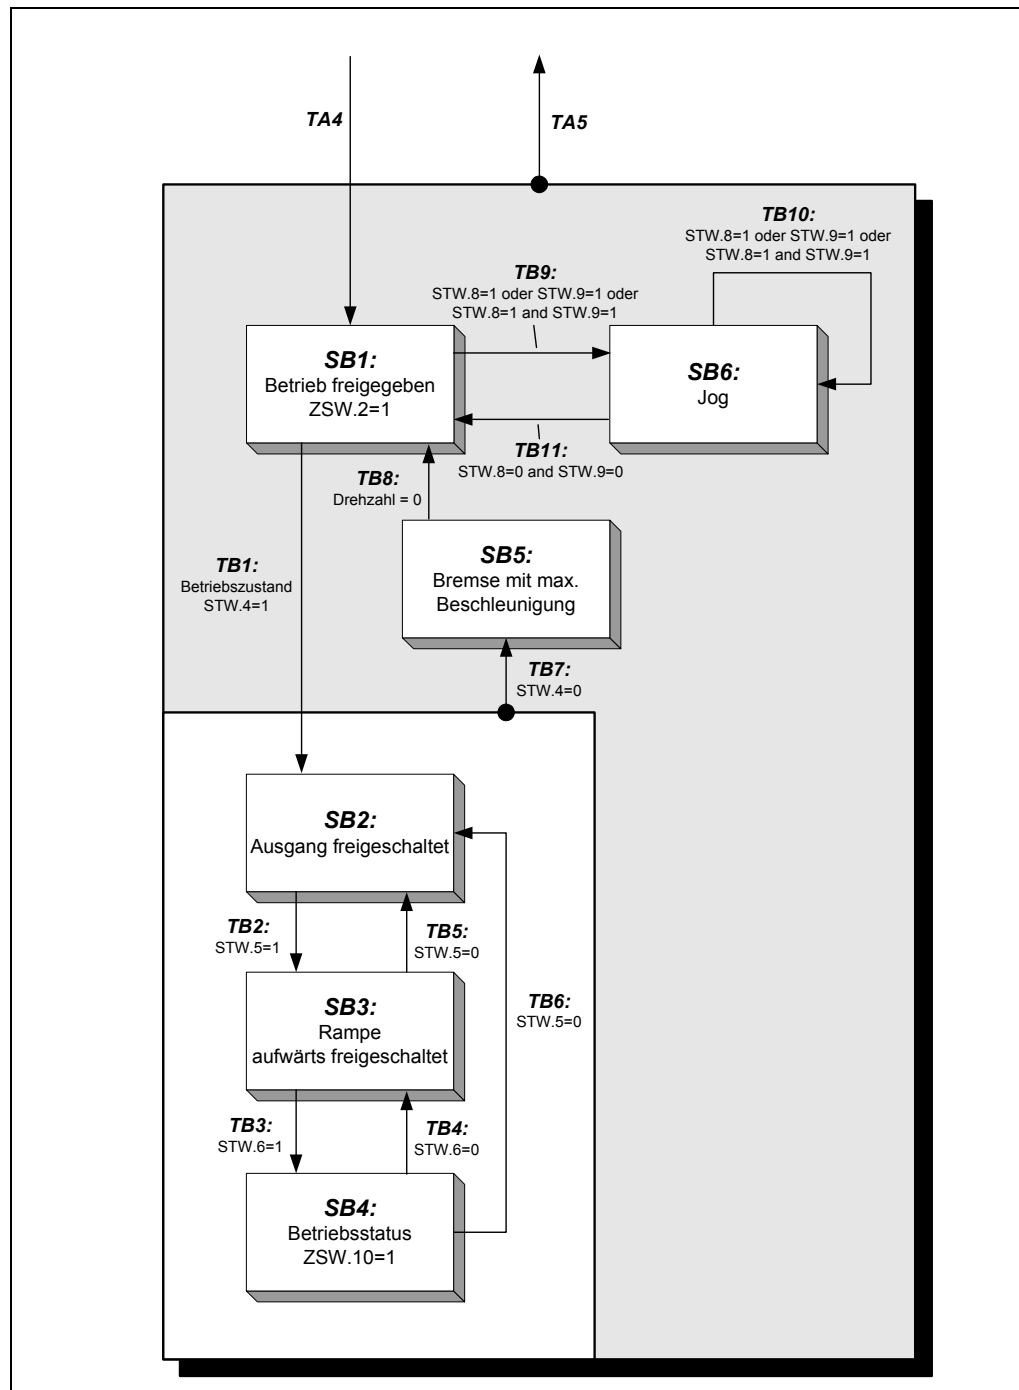 TA4
TA5
TB10:
STW.8=1 oder STW.9=1 oder
STW.8=1 and STW.9=1
TB9:
STW.8=1 oder STW.9=1 oder
STW.8=1 and STW.9=1
SB1:
Betrieb freigegeben
ZSW.2=1
SB6:
Jog
TB11:
STW.8=0 and STW.9=0
TB8:
Drehzahl = 0
SB5:
Bremse mit max.
Beschleunigung
TB1:
Betriebszustand
STW.4=1
TB7:
STW.4=0
SB2:
Ausgang freigeschaltet
TB2:
STW.5=1
TB5:
STW.5=0
SB3:
Rampe
aufwärts freigeschaltet
TB6:
STW.5=0
TB3:
STW.6=1
TB4:
STW.6=0
SB4:
Betriebsstatus
ZSW.10=1